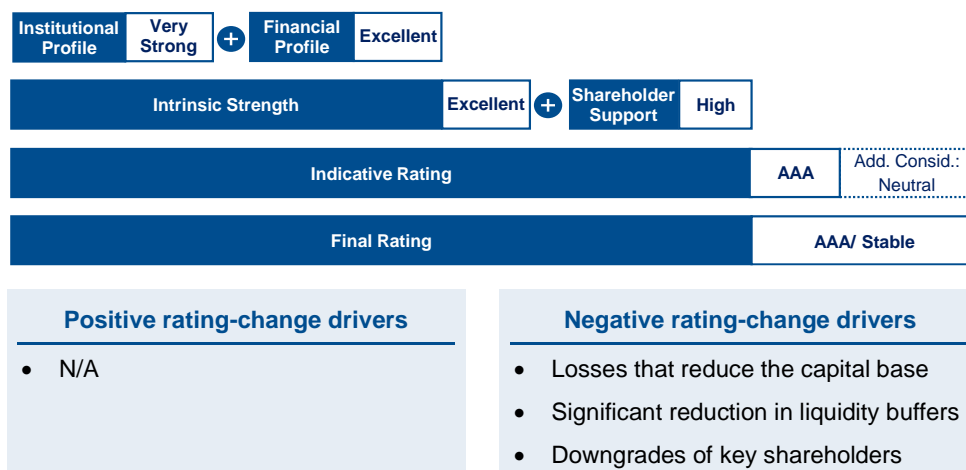 Institutional Profile
Very Strong
+
Financial Profile
Excellent
Intrinsic Strength
Excellent
+
Shareholder Support
High
Indicative Rating
AAA
Add. Consid.:
Neutral
Final Rating
AAA/ Stable
Positive rating-change drivers
• N/A
Negative rating-change drivers
• Losses that reduce the capital base
• Significant reduction in liquidity buffers
• Downgrades of key shareholders